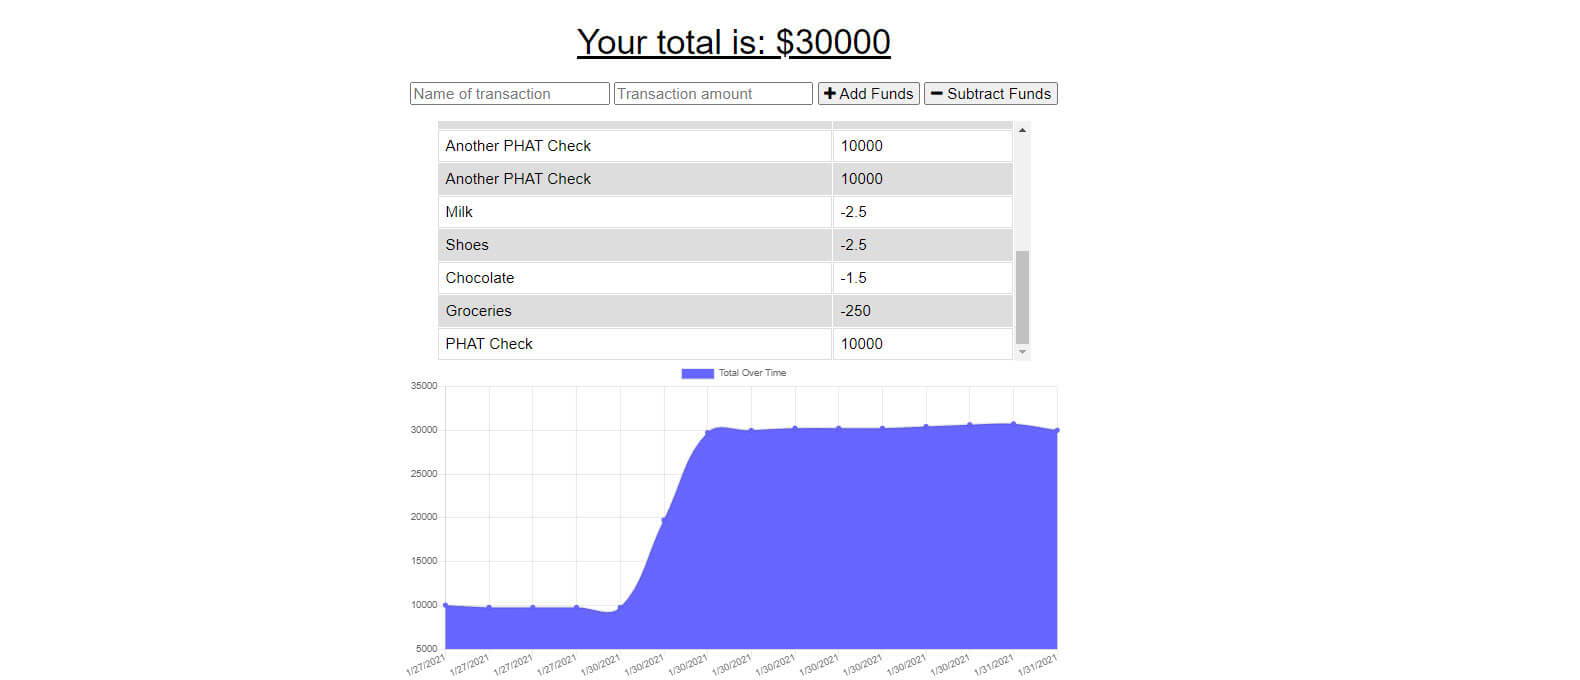 Your total is: $30000
Name of transaction Transaction amount Add Funds Subtract Funds
Another PHAT Check 10000
Another PHAT Check 10000
Milk -2.5
Shoes -2.5
Chocolate -1.5
Groceries -250
PHAT Check 10000
Total Over Time
35000
30000
25000
20000
15000
10000
5000
1/27/2021 1/27/2021 1/27/2021 1/27/2021 1/30/2021 1/30/2021 1/30/2021 1/30/2021 1/30/2021 1/30/2021 1/30/2021 1/30/2021 1/30/2021 1/31/2021 1/31/2021